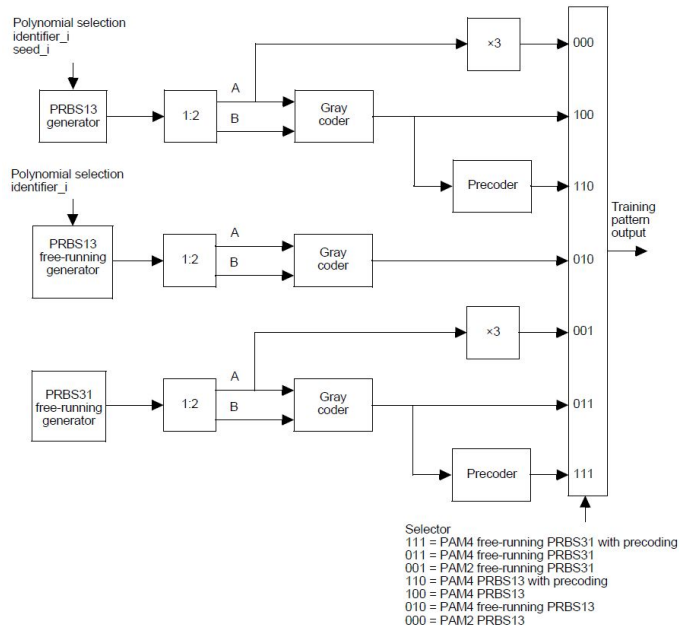 Polynomial selection
identifier_i
seed_i
PRBS13
generator
1:2
A
B
Gray
coder
×3
Precoder
000
100
110
Polynomial selection
identifier_i
PRBS13
free-running
generator
1:2
A
B
Gray
coder
010
Training
pattern
output
PRBS31
free-running
generator
1:2
A
B
Gray
coder
×3
Precoder
001
011
111
Selector
111 = PAM4 free-running PRBS31 with precoding
011 = PAM4 free-running PRBS31
001 = PAM2 free-running PRBS31
110 = PAM4 PRBS13 with precoding
100 = PAM4 PRBS13
010 = PAM4 free-running PRBS13
000 = PAM2 PRBS13